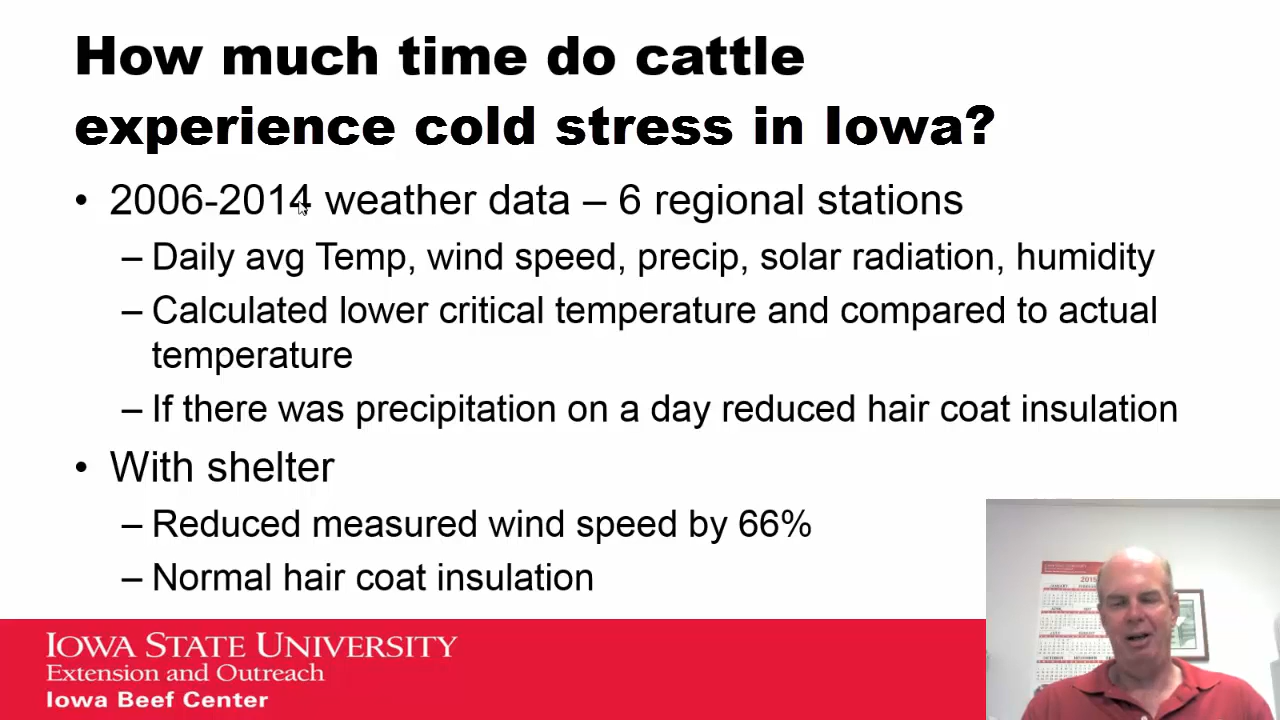 How much time do cattle
experience cold stress in Iowa?
• 2006-2014 weather data – 6 regional stations
– Daily avg Temp, wind speed, precip, solar radiation, humidity
– Calculated lower critical temperature and compared to actual
temperature
– If there was precipitation on a day reduced hair coat insulation
• With shelter
– Reduced measured wind speed by 66%
– Normal hair coat insulation
2015
IOWA STATE UNIVERSITY
Extension and Outreach
Iowa Beef Center